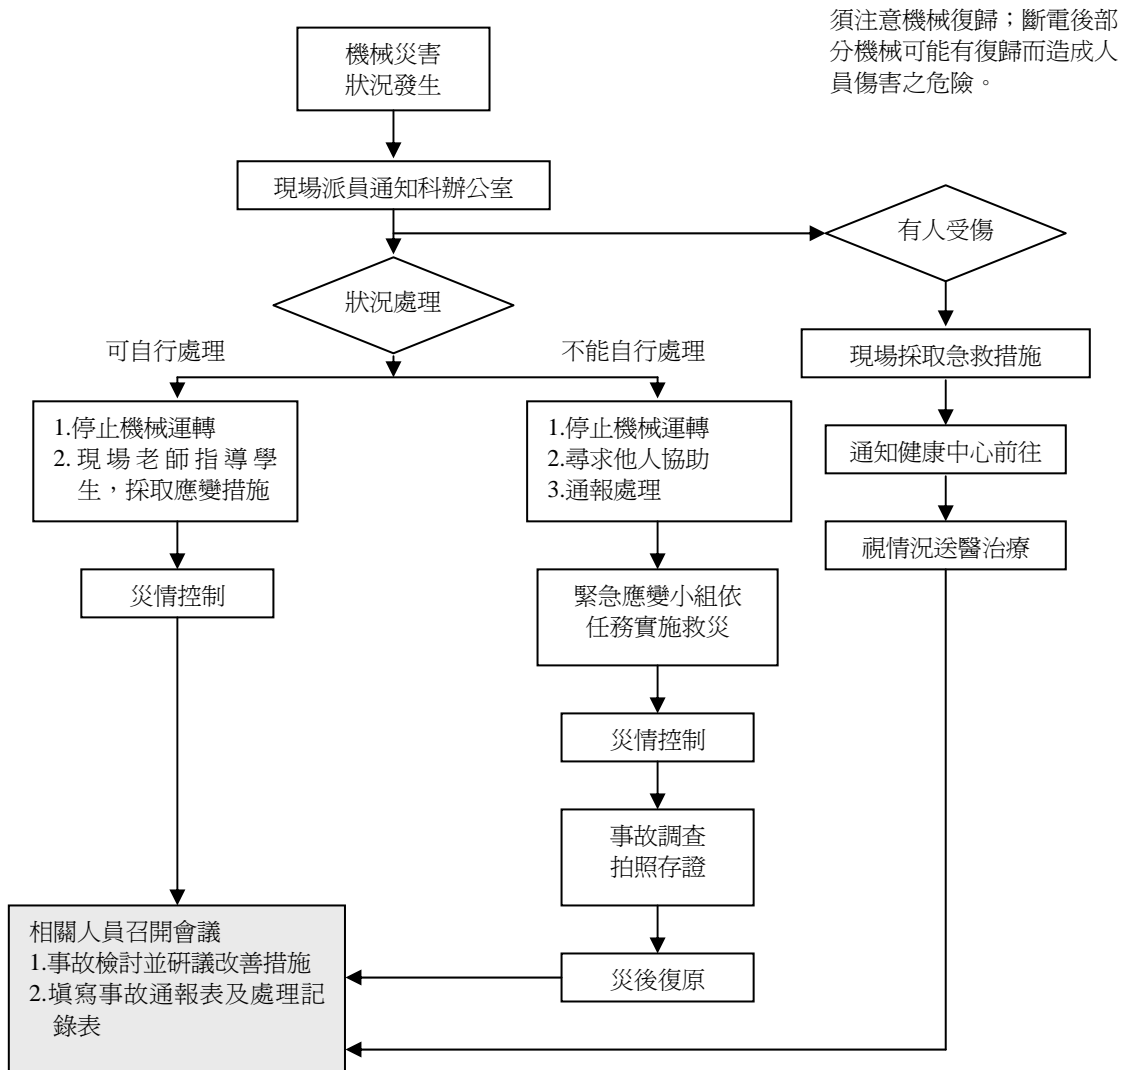 須注意機械復歸；斷電後部
分機械可能有復歸而造成人
員傷害之危險。
機械災害
狀況發生
現場派員通知科辦公室
有人受傷
狀況處理
可自行處理
不能自行處理
現場採取急救措施
1.停止機械運轉
2.現場老師指導學
生，採取應變措施
1.停止機械運轉
2.尋求他人協助
3.通報處理
通知健康中心前往
視情況送醫治療
災情控制
緊急應變小組依
任務實施救災
災情控制
事故調查
拍照存證
相關人員召開會議
1.事故檢討並研議改善措施
2.填寫事故通報表及處理記
錄表
災後復原